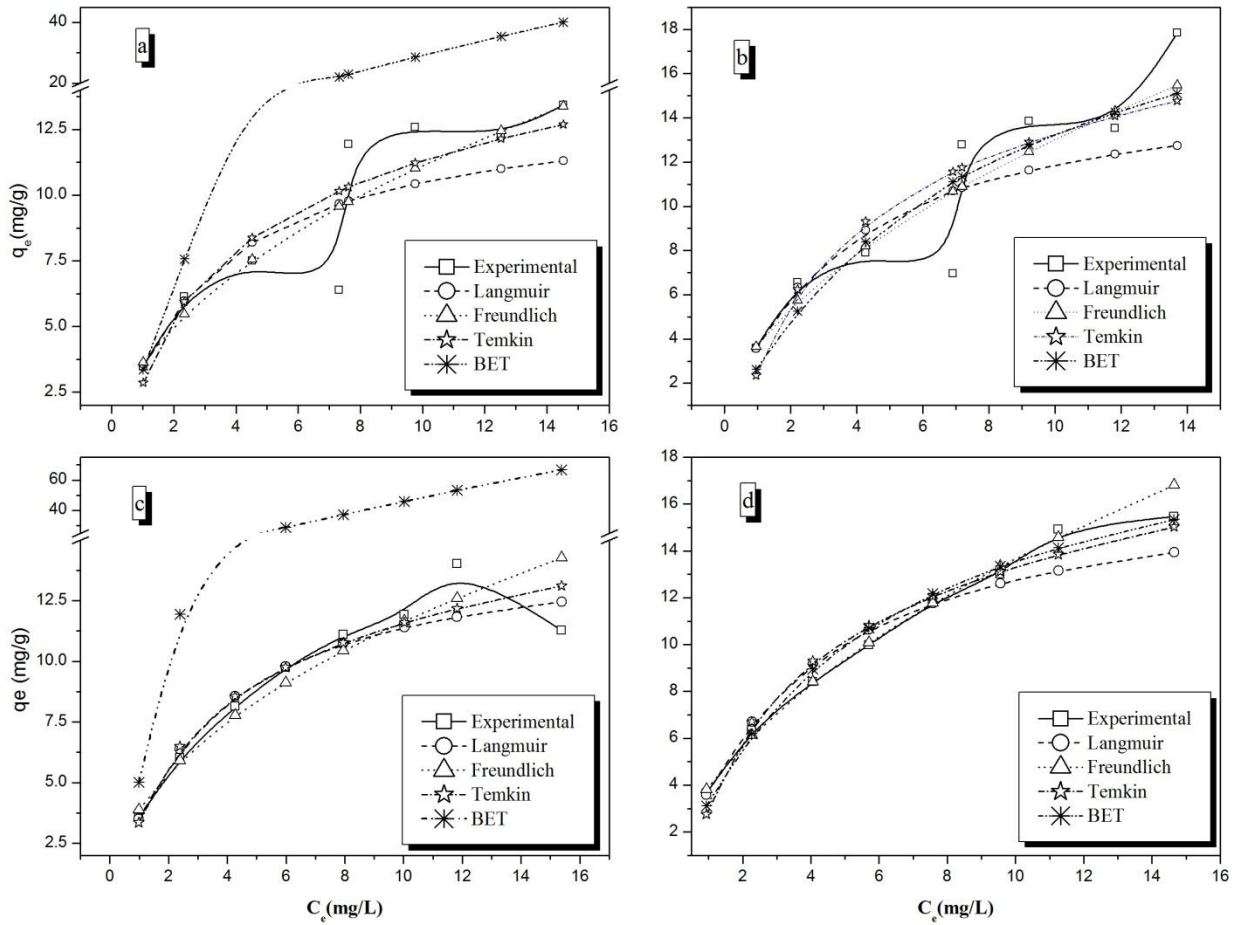 a
40
20
12.5
10.0
7.5
5.0
2.5
q_e (mg/g)
0 2 4 6 8 10 12 14 16
Experimental
Langmuir
Freundlich
Temkin
BET
b
18
16
14
12
10
8
6
4
2
0 2 4 6 8 10 12 14
Experimental
Langmuir
Freundlich
Temkin
BET
c
60
40
12.5
10.0
7.5
5.0
2.5
qe (mg/g)
0 2 4 6 8 10 12 14 16
C_e(mg/L)
Experimental
Langmuir
Freundlich
Temkin
BET
d
18
16
14
12
10
8
6
4
2
2 4 6 8 10 12 14 16
C_e(mg/L)
Experimental
Langmuir
Freundlich
Temkin
BET